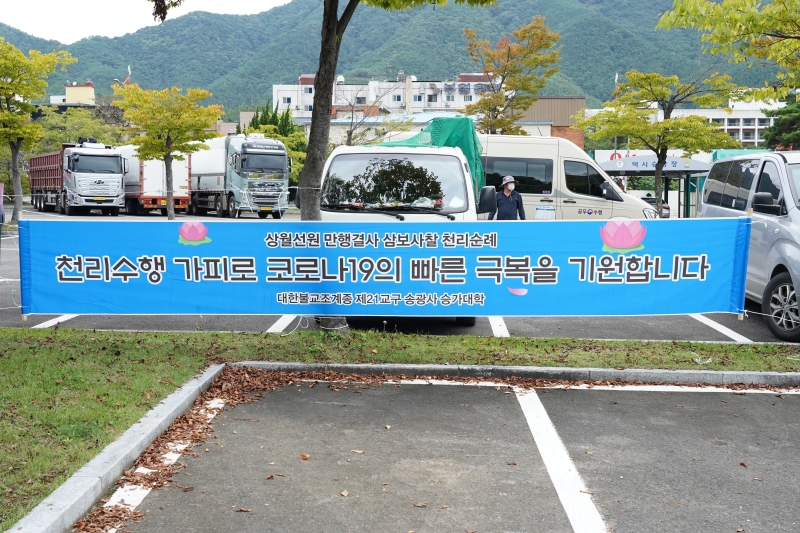 상월선원 만행결사 삼보사찰 천리순례
천리수행 가피로 코로나19의 빠른 극복을 기원합니다
대한불교조계종 제21교구 송광사 승가대학